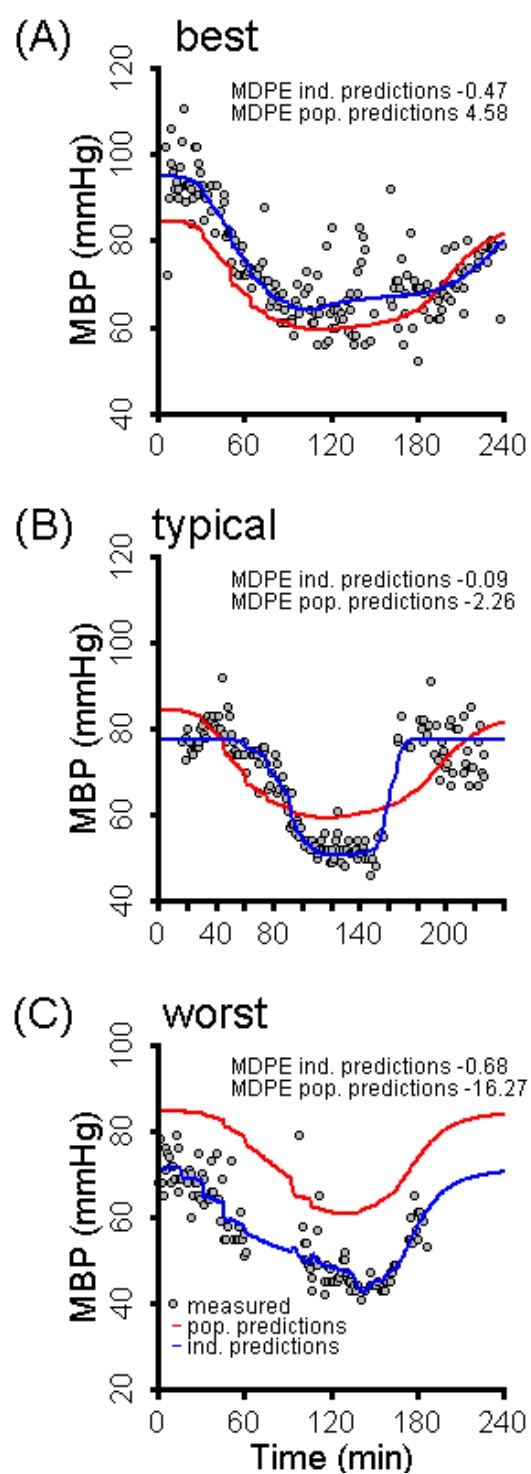 (A) best
MDPE ind. predictions -0.47
MDPE pop. predictions 4.58
MBP (mmHg)
120
100
80
60
40
0 60 120 180 240
(B) typical
MDPE ind. predictions -0.09
MDPE pop. predictions -2.26
MBP (mmHg)
120
100
80
60
40
0 40 80 140 200
(C) worst
MDPE ind. predictions -0.68
MDPE pop. predictions -16.27
MBP (mmHg)
100
80
60
40
20
measured
pop. predictions
ind. predictions
0 60 120 180 240
Time (min)